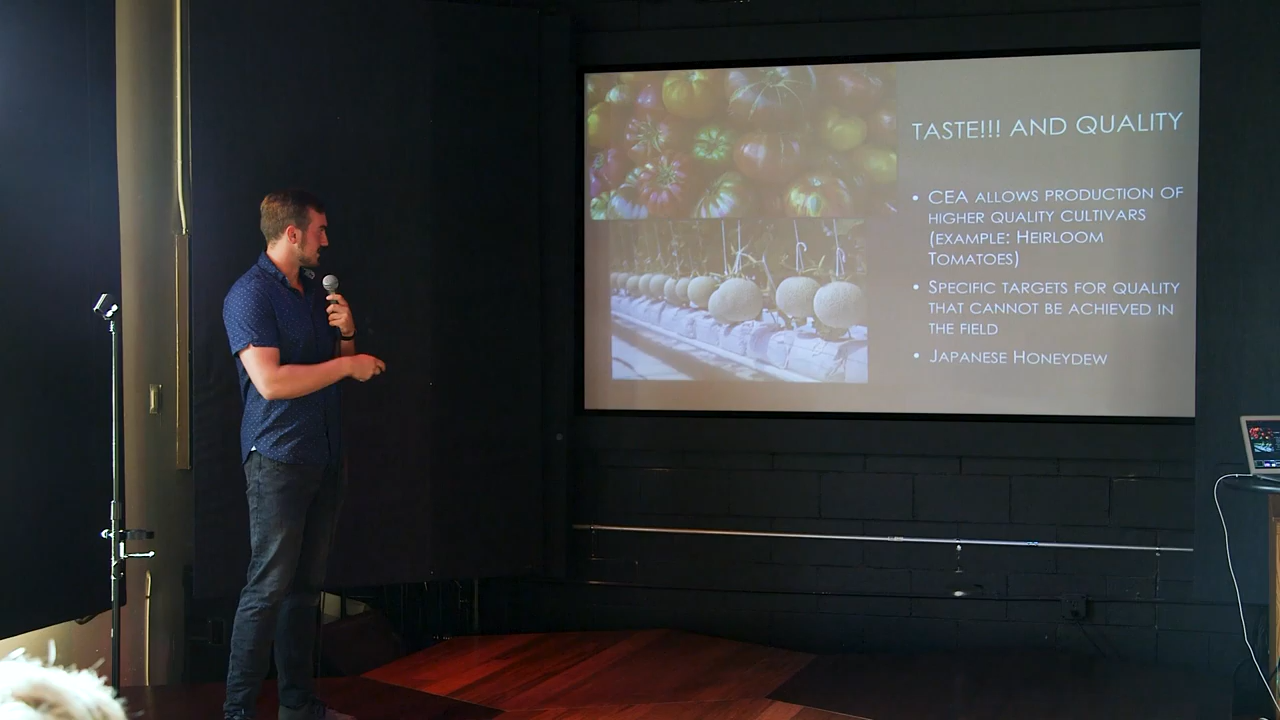 TASTE!!! AND QUALITY
• CEA ALLOWS PRODUCTION OF
HIGHER QUALITY CULTIVARS
(EXAMPLE: HEIRLOOM
TOMATOES)
• SPECIFIC TARGETS FOR QUALITY
THAT CANNOT BE ACHIEVED IN
THE FIELD
• JAPANESE HONEYDEW